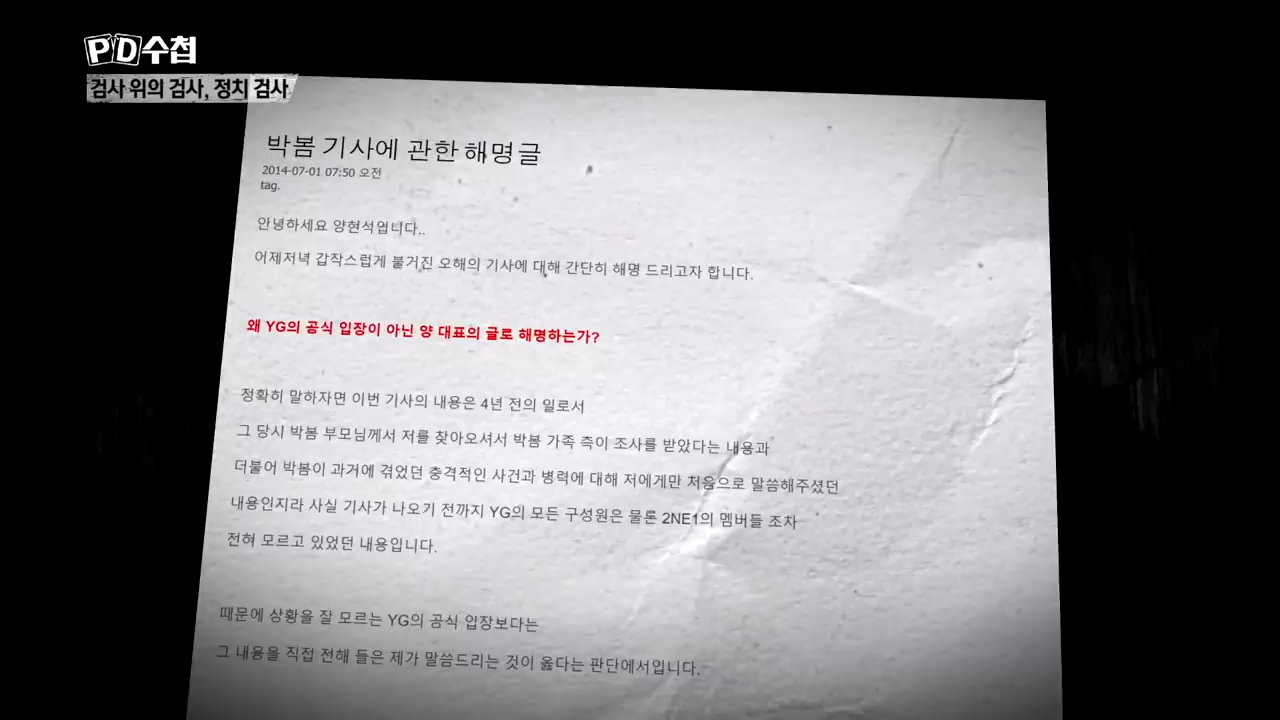 PD수첩
검사 위의 검사, 정치 검사
박봄 기사에 관한 해명글
2014-07-01 07:50 오전
tag.
안녕하세요 양현석입니다..
어제저녁 갑작스럽게 불거진 오해의 기사에 대해 간단히 해명 드리고자 합니다.
왜 YG의 공식 입장이 아닌 양 대표의 글로 해명하는가?
정확히 말하자면 이번 기사의 내용은 4년 전의 일로서
그 당시 박봄 부모님께서 저를 찾아오셔서 박봄 가족 측이 조사를 받았다는 내용과
더불어 박봄이 과거에 겪었던 충격적인 사건과 병력에 대해 저에게만 처음으로 말씀해주셨던
내용인지라 사실 기사가 나오기 전까지 YG의 모든 구성원은 물론 2NE1의 멤버들 조차
전혀 모르고 있었던 내용입니다.
때문에 상황을 잘 모르는 YG의 공식 입장보다는
그 내용을 직접 전해 들은 제가 말씀드리는 것이 옳다는 판단에서입니다.